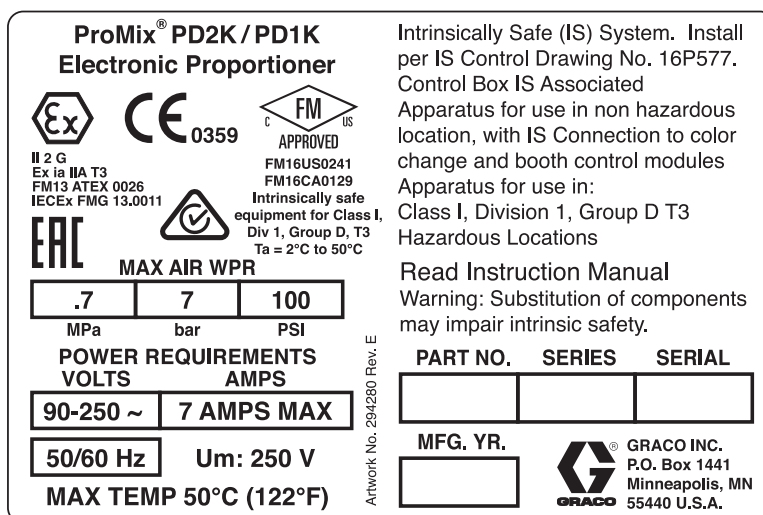 ProMix® PD2K / PD1K
Electronic Proportioner
Ex
CE 0359
FM
C US
APPROVED
II 2 G
Ex ia IIA T3
FM13 ATEX 0026
IECEx FMG 13.0011
FM16US0241
FM16CA0129
Intrinsically safe
equipment for Class I,
Div 1, Group D, T3
Ta = 2°C to 50°C
EAC
MAX AIR WPR
.7 7 100
MPa bar PSI
POWER REQUIREMENTS
VOLTS AMPS
90-250 ~ 7 AMPS MAX
50/60 Hz Um: 250 V
MAX TEMP 50°C (122°F)
Artwork No. 294280 Rev. E
Intrinsically Safe (IS) System. Install
per IS Control Drawing No. 16P577.
Control Box IS Associated
Apparatus for use in non hazardous
location, with IS Connection to color
change and booth control modules
Apparatus for use in:
Class I, Division 1, Group D T3
Hazardous Locations
Read Instruction Manual
Warning: Substitution of components
may impair intrinsic safety.
PART NO. SERIES SERIAL
MFG. YR.
G®
GRACO
GRACO INC.
P.O. Box 1441
Minneapolis, MN
55440 U.S.A.